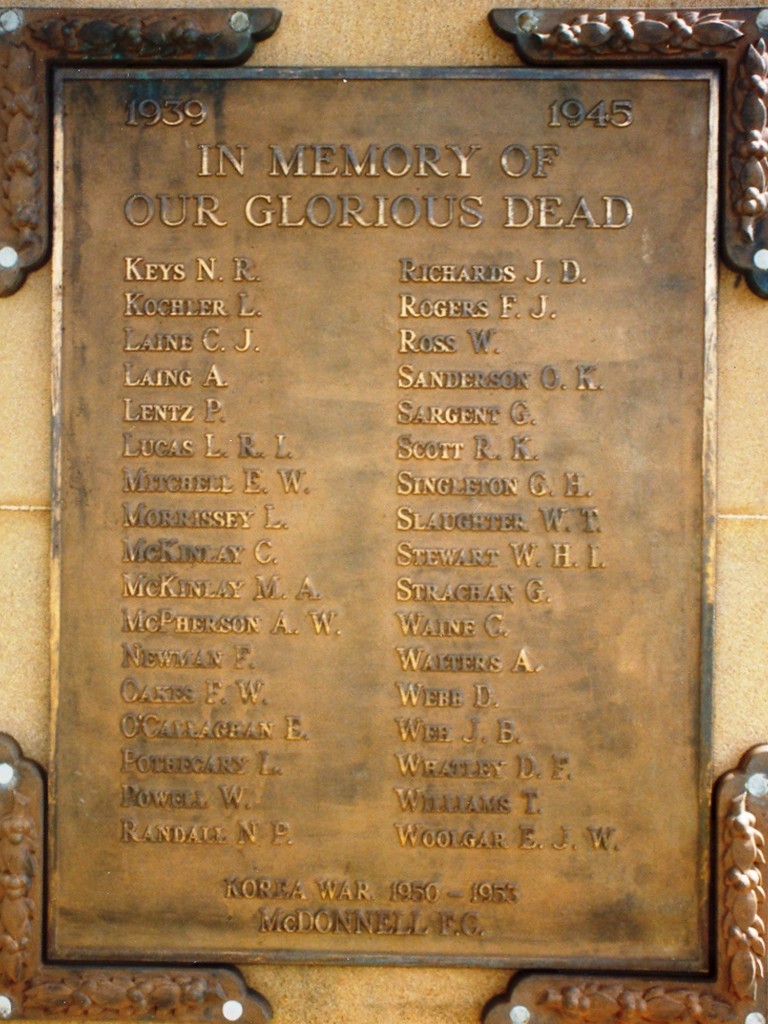 1939 1945
IN MEMORY OF
OUR GLORIOUS DEAD
KEYS N. R.
KOCHLER L.
LAINE C. J.
LAING A.
LENTZ P.
LUCAS L. R. I.
MITCHELL E. W.
MORRISSEY L.
MCKINLAY C.
MCKINLAY M. A.
MCPHERSON A. W.
NEWMAN F.
OAKES F. W.
O'CALLAGHAN E.
POTHECARY L.
POWELL W.
RANDALL N P.
RICHARDS J. D.
ROGERS F. J.
ROSS W.
SANDERSON O. K.
SARGENT G.
SCOTT R. K.
SINGLETON G. H.
SLAUGHTER W. T.
STEWART W. H. I.
STRACHAN G.
WAINE C.
WALTERS A.
WEBB D.
WEH J. B.
WHATLEY D. F.
WILLIAMS T.
WOOLGAR E. J. W.
KOREA WAR 1950 - 1953
McDONNELL F.G.